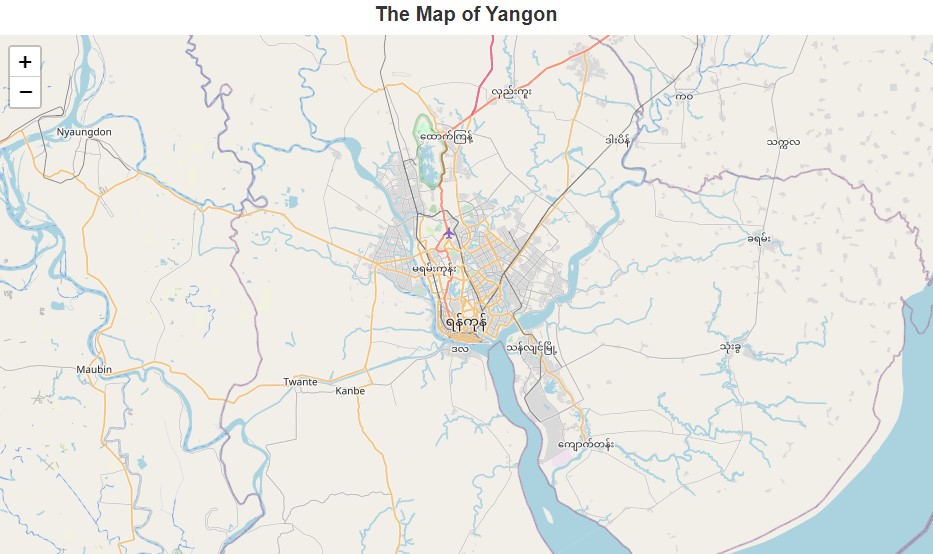 The Map of Yangon
+
−
လှည်းကူး
ကဝ
Nyaungdon
ထောက်ကြန့်
ဒါးပိန်
သက္ကလ
ခရမ်း
မရမ်းကုန်း
ရန်ကုန်
ဒလ
သန်လျင်မြို့
သုံးခွ
Maubin
Twante
Kanbe
ကျောက်တန်း